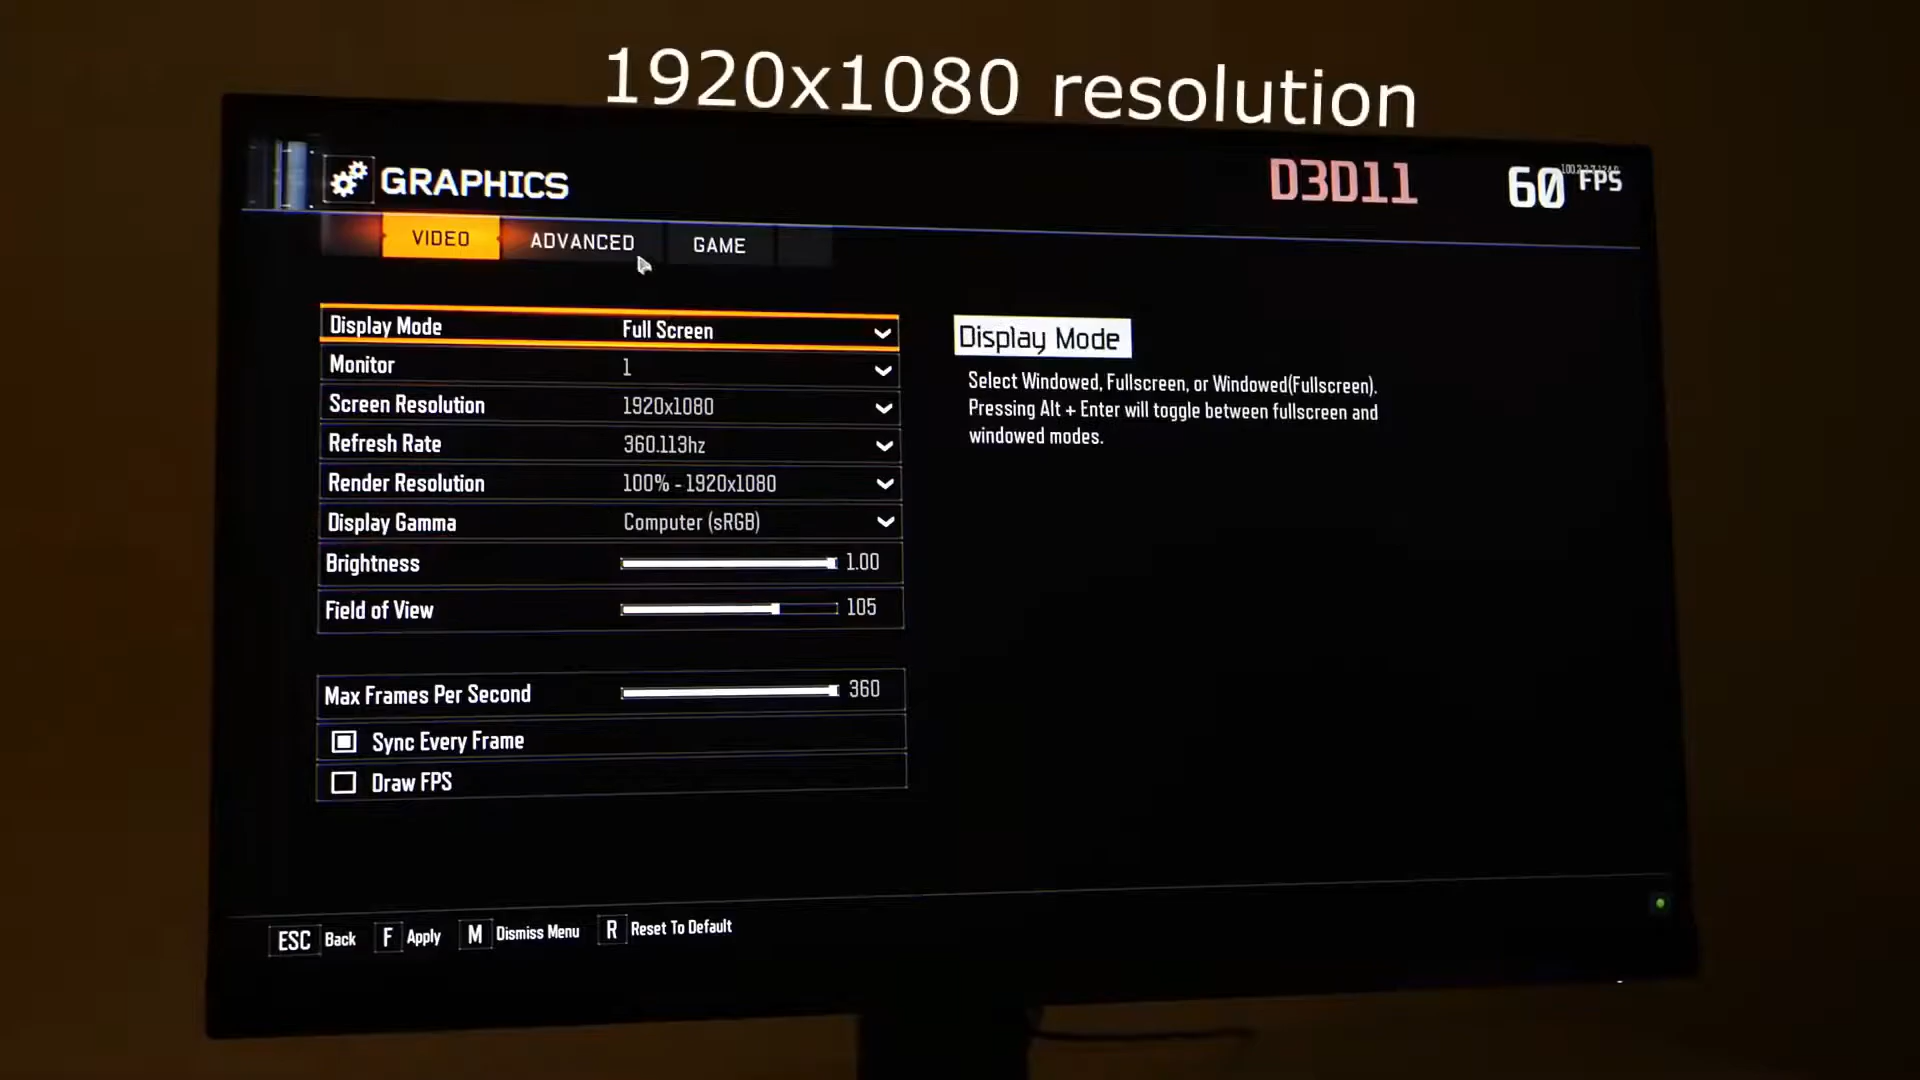 1920x1080 resolution
GRAPHICS
D3D11
60 FPS
VIDEO
ADVANCED
GAME
Display Mode Full Screen
Monitor 1
Screen Resolution 1920x1080
Refresh Rate 360.113hz
Render Resolution 100% - 1920x1080
Display Gamma Computer (sRGB)
Brightness 1.00
Field of View 105
Max Frames Per Second 360
Sync Every Frame
Draw FPS
Display Mode
Select Windowed, Fullscreen, or Windowed(Fullscreen).
Pressing Alt + Enter will toggle between fullscreen and
windowed modes.
ESC Back F Apply M Dismiss Menu R Reset To Default